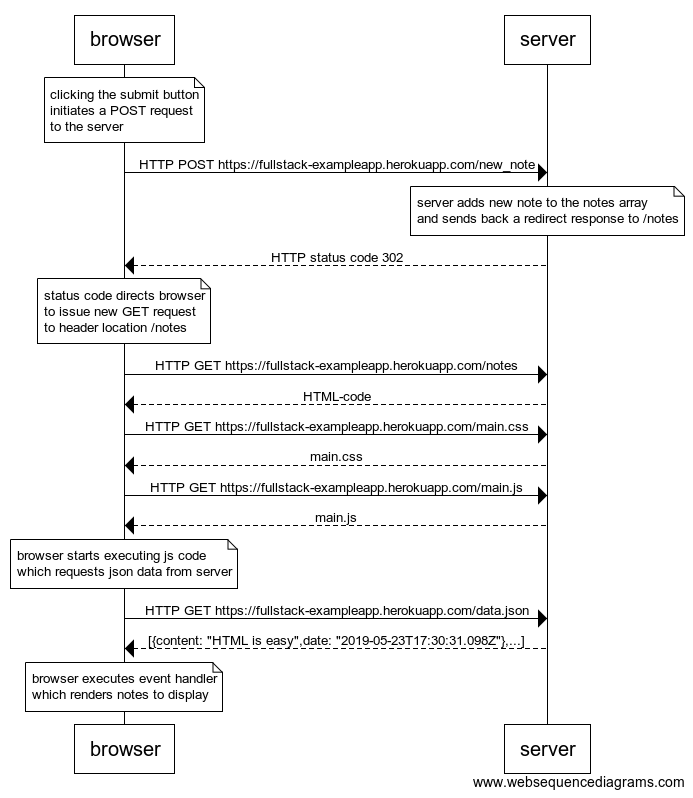 browser
server
clicking the submit button
initiates a POST request
to the server
HTTP POST https://fullstack-exampleapp.herokuapp.com/new_note
server adds new note to the notes array
and sends back a redirect response to /notes
HTTP status code 302
status code directs browser
to issue new GET request
to header location /notes
HTTP GET https://fullstack-exampleapp.herokuapp.com/notes
HTML-code
HTTP GET https://fullstack-exampleapp.herokuapp.com/main.css
main.css
HTTP GET https://fullstack-exampleapp.herokuapp.com/main.js
main.js
browser starts executing js code
which requests json data from server
HTTP GET https://fullstack-exampleapp.herokuapp.com/data.json
[{content: "HTML is easy",date: "2019-05-23T17:30:31.098Z"},...]
browser executes event handler
which renders notes to display
browser
server
www.websequencediagrams.com